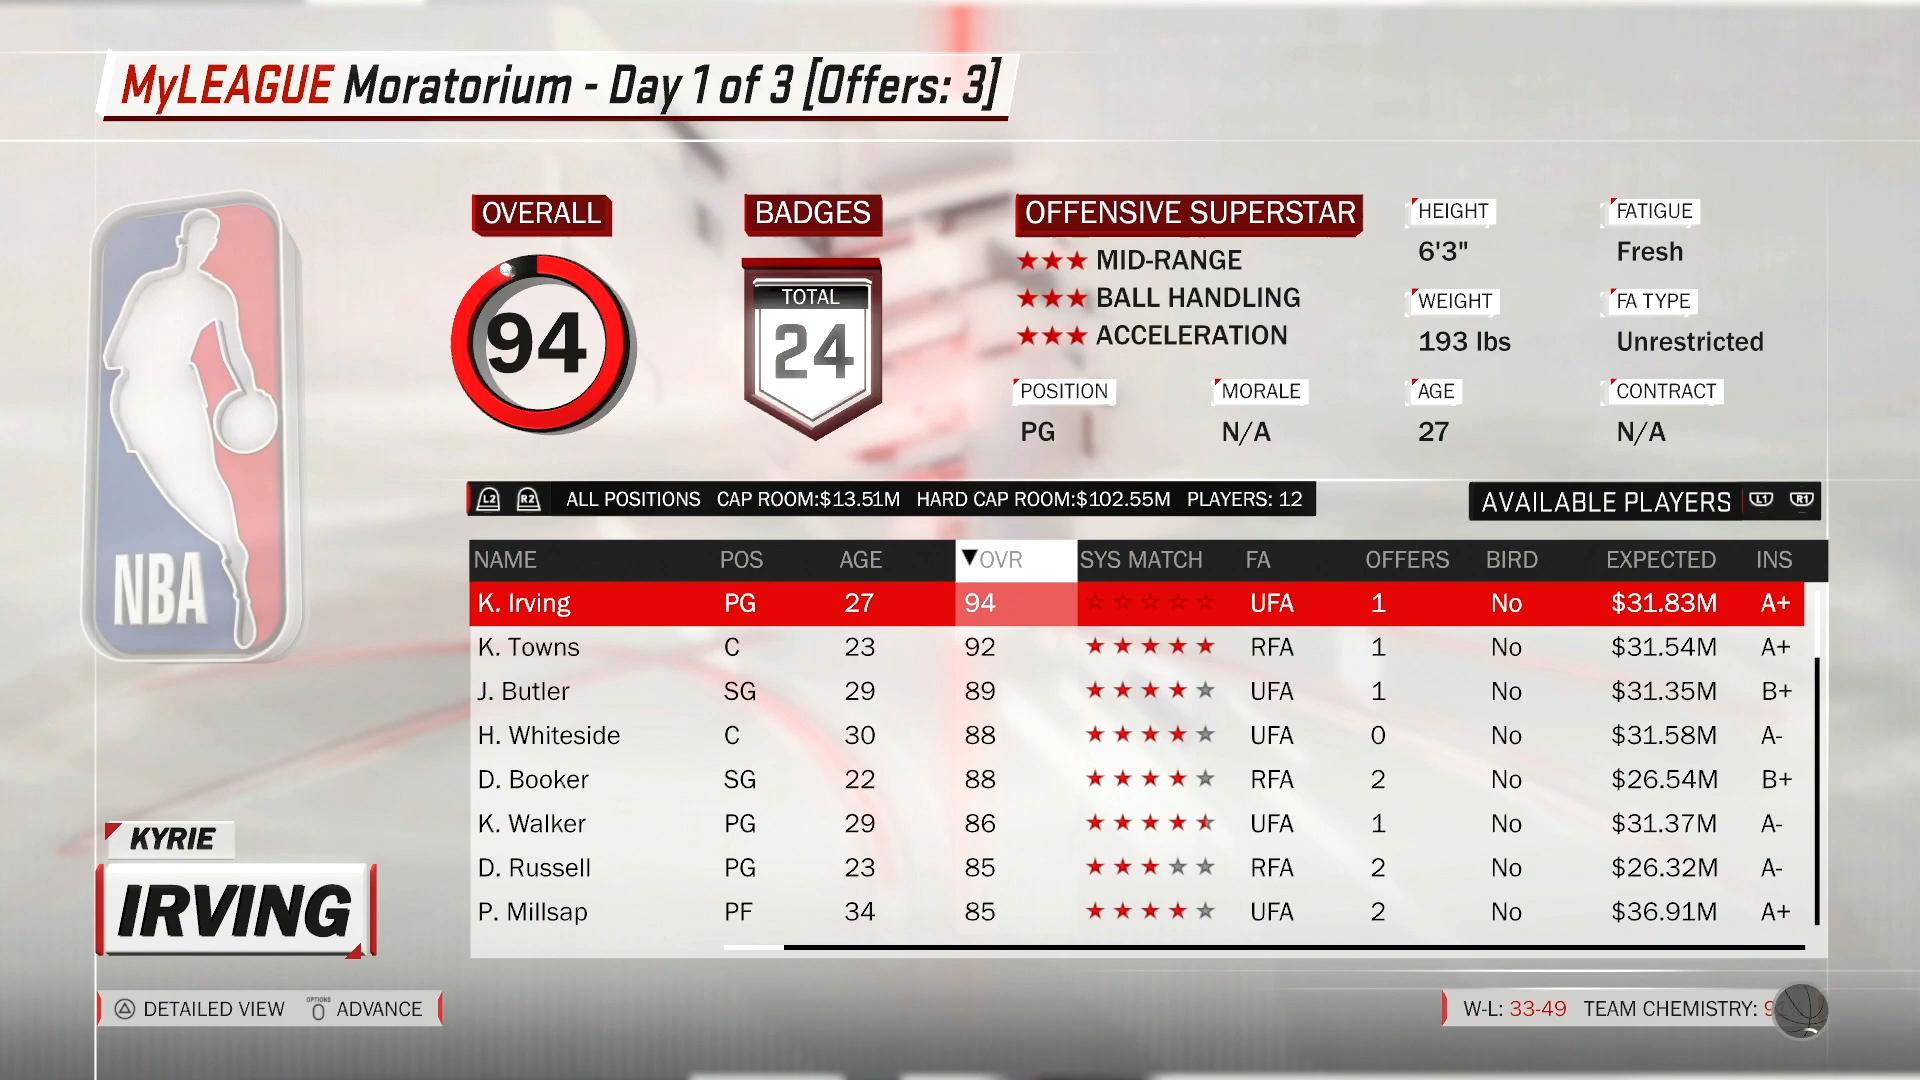 MyLEAGUE Moratorium - Day 1 of 3 [Offers: 3]
OVERALL
94
BADGES
TOTAL
24
OFFENSIVE SUPERSTAR
★★★ MID-RANGE
★★★ BALL HANDLING
★★★ ACCELERATION
POSITION
PG
MORALE
N/A
HEIGHT
6'3"
FATIGUE
Fresh
WEIGHT
193 lbs
FA TYPE
Unrestricted
AGE
27
CONTRACT
N/A
NBA
KYRIE
IRVING
L2 R2 ALL POSITIONS CAP ROOM:$13.51M HARD CAP ROOM:$102.55M PLAYERS: 12
AVAILABLE PLAYERS L1 R1
NAME POS AGE ▼OVR SYS MATCH FA OFFERS BIRD EXPECTED INS
K. Irving PG 27 94 ☆☆☆☆☆ UFA 1 No $31.83M A+
K. Towns C 23 92 ★★★★★ RFA 1 No $31.54M A+
J. Butler SG 29 89 ★★★★☆ UFA 1 No $31.35M B+
H. Whiteside C 30 88 ★★★★☆ UFA 0 No $31.58M A-
D. Booker SG 22 88 ★★★★☆ RFA 2 No $26.54M B+
K. Walker PG 29 86 ★★★★⯪ UFA 1 No $31.37M A-
D. Russell PG 23 85 ★★★☆☆ RFA 2 No $26.32M A-
P. Millsap PF 34 85 ★★★★☆ UFA 2 No $36.91M A+
DETAILED VIEW OPTIONS ADVANCE
W-L: 33-49 TEAM CHEMISTRY: